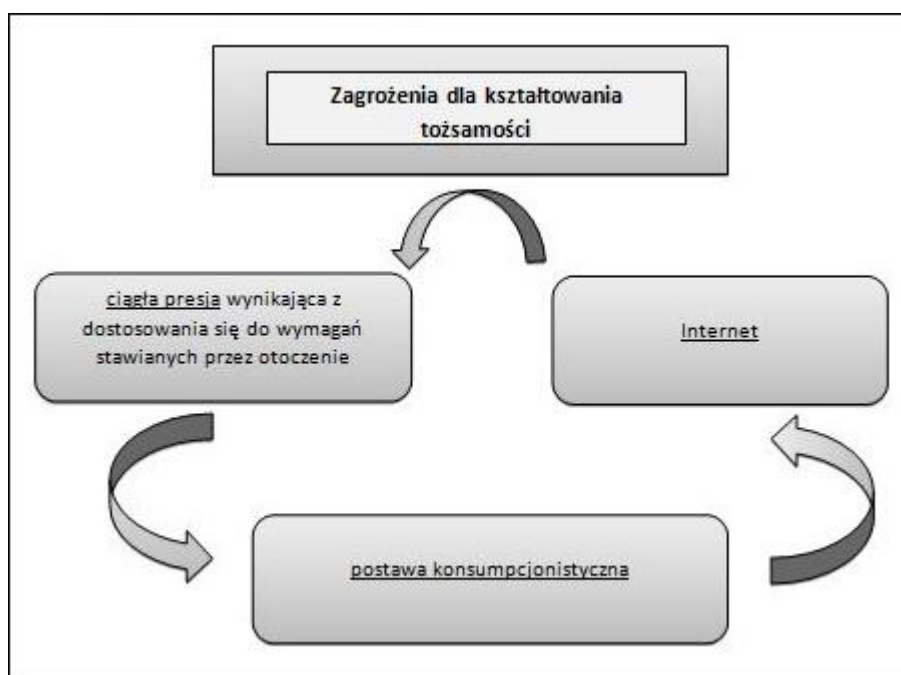 Zagrożenia dla kształtowania
tożsamości
ciągła presja wynikająca z
dostosowania się do wymagań
stawianych przez otoczenie
Internet
postawa konsumpcjonistyczna